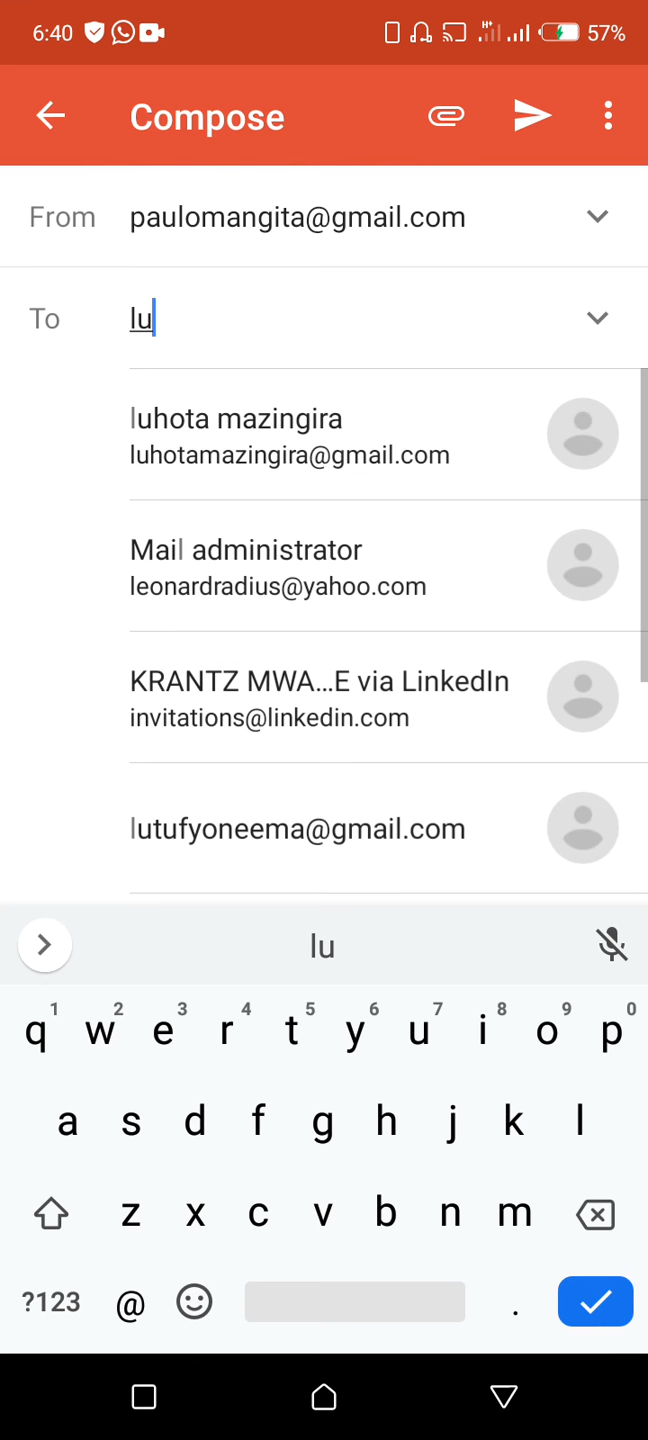 6:40 57%
Compose
From paulomangita@gmail.com
To lu
luhota mazingira
luhotamazingira@gmail.com
Mail administrator
leonardradius@yahoo.com
KRANTZ MWA...E via LinkedIn
invitations@linkedin.com
lutufyoneema@gmail.com
lu
1 2 3 4 5 6 7 8 9 0
q w e r t y u i o p
a s d f g h j k l
z x c v b n m
?123 @ .